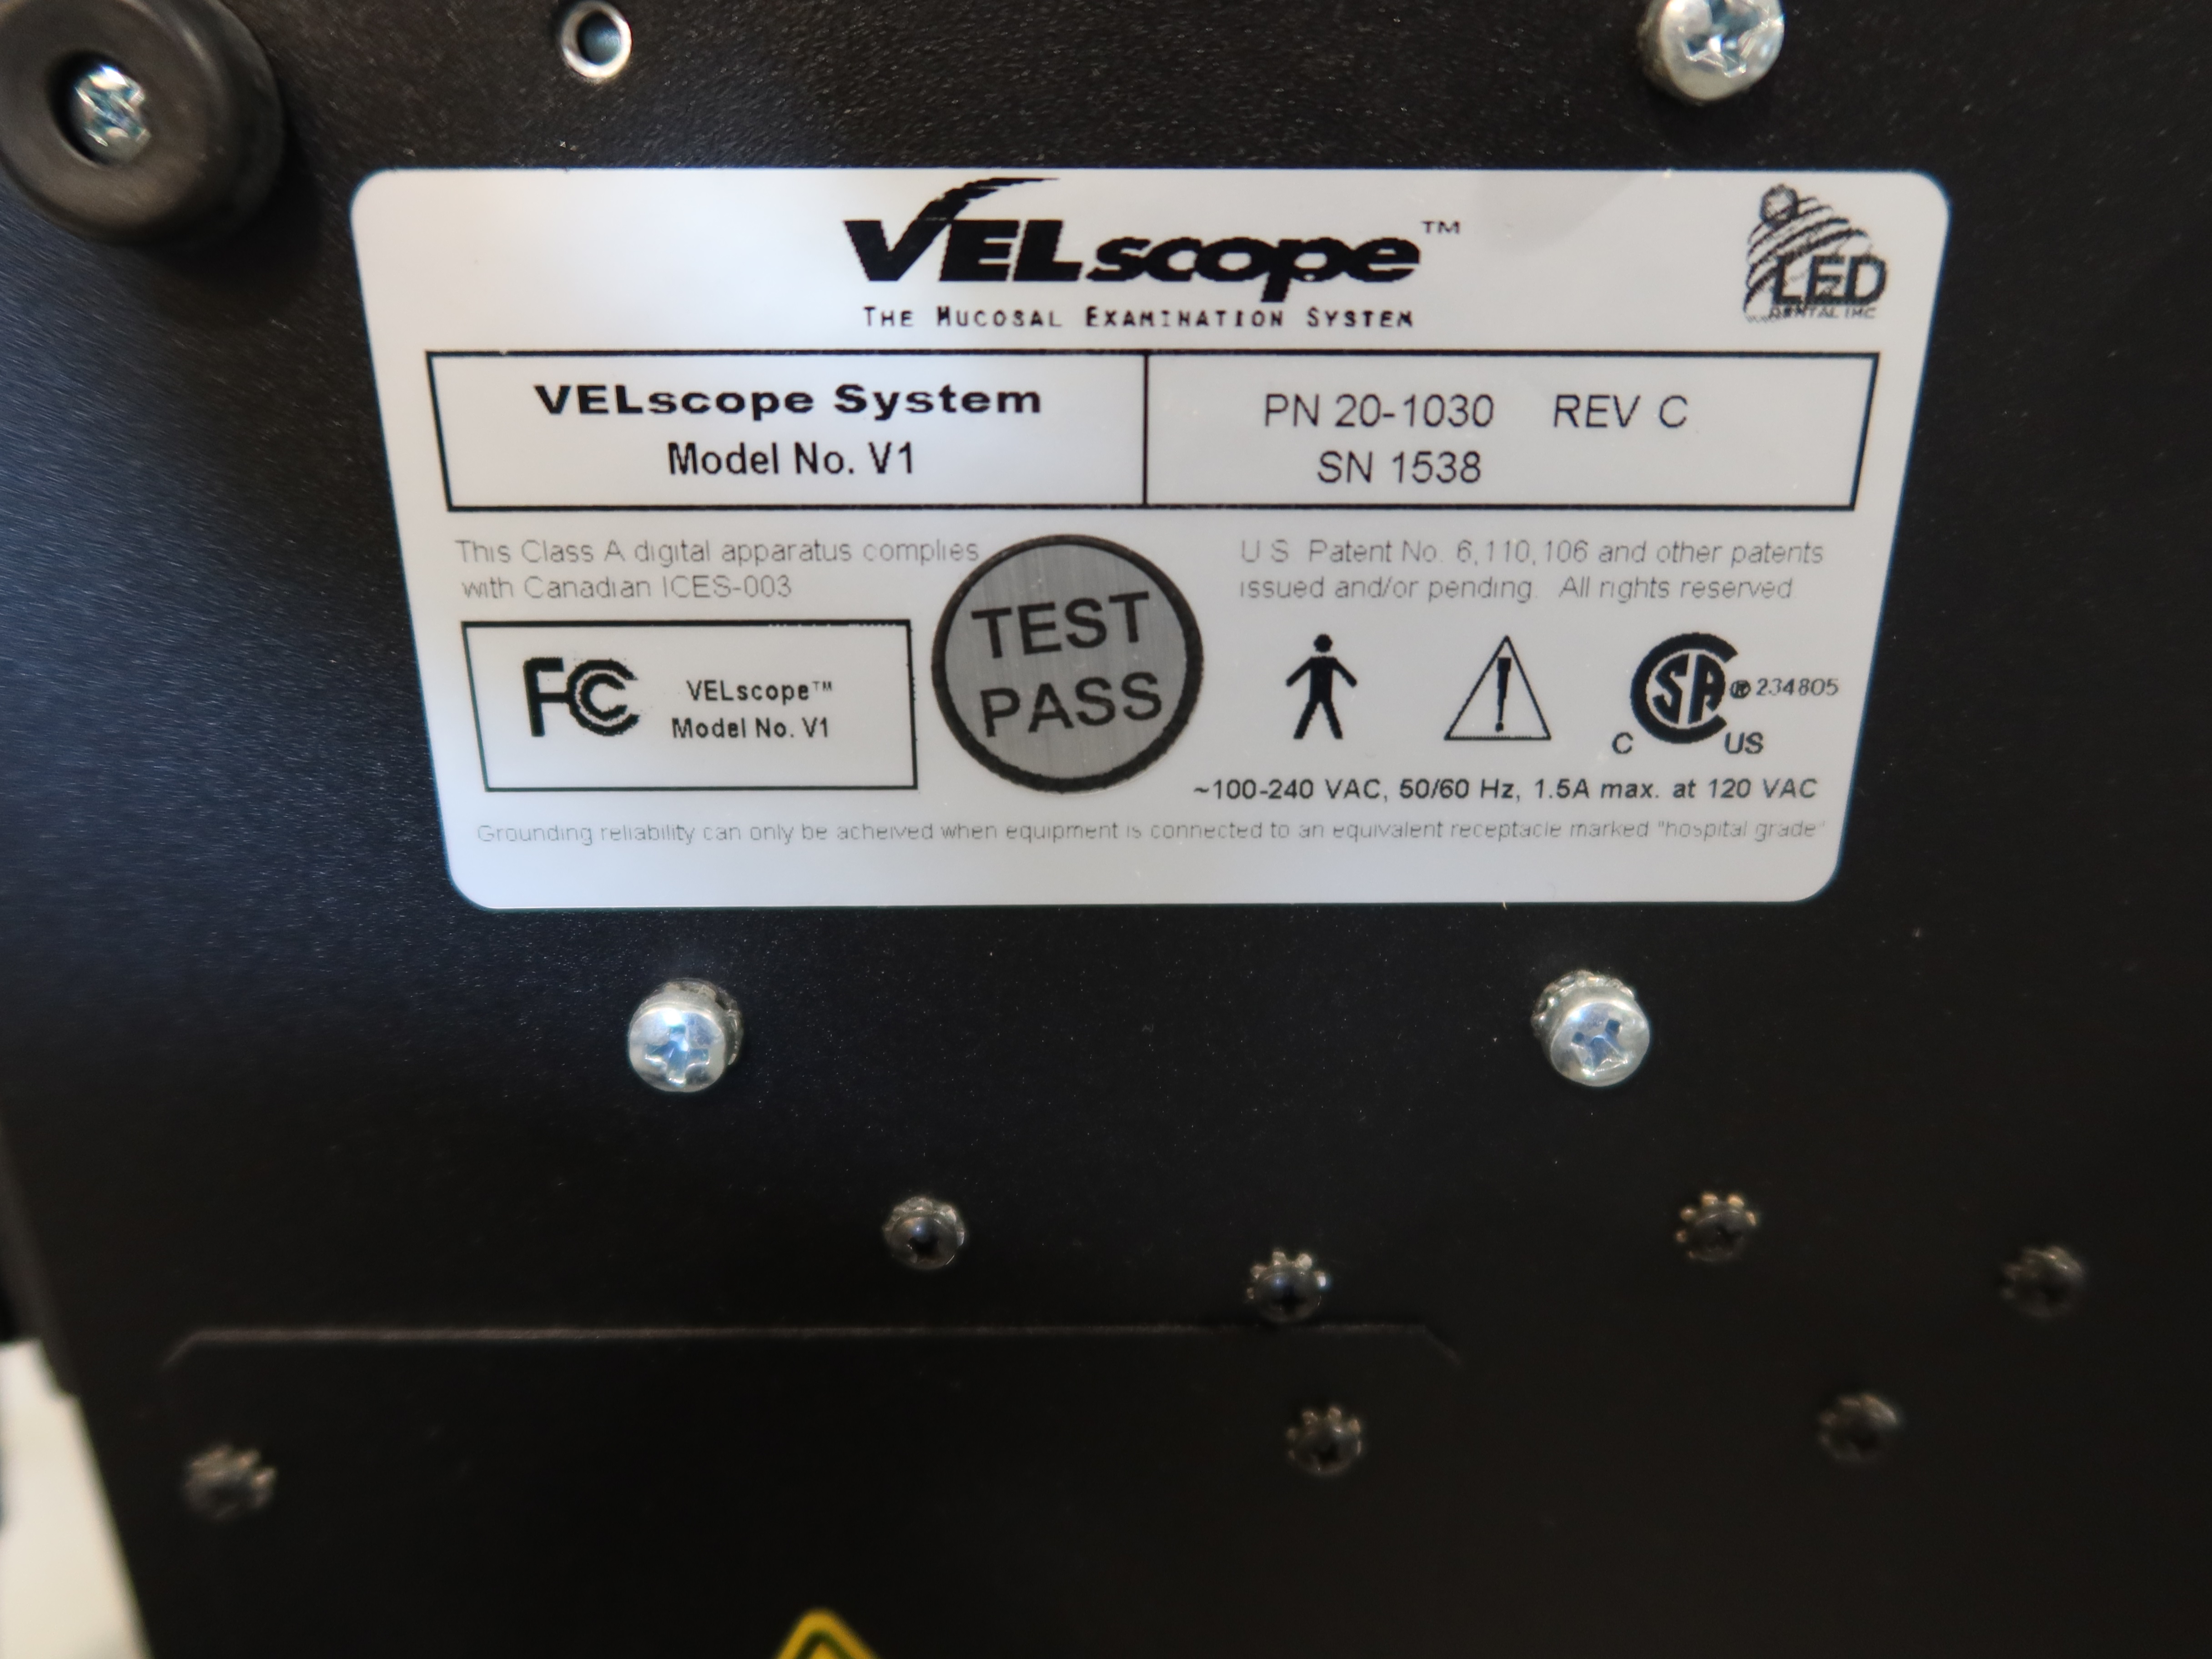 VELscope™
THE MUCOSAL EXAMINATION SYSTEM
LED
DENTAL INC
VELscope System
Model No. V1
PN 20-1030 REV C
SN 1538
This Class A digital apparatus complies
with Canadian ICES-003
U S Patent No. 6,110,106 and other patents
issued and/or pending. All rights reserved
FC VELscope™
Model No. V1
TEST
PASS
CSA ® 234805
C US
~100-240 VAC, 50/60 Hz, 1.5A max. at 120 VAC
Grounding reliability can only be acheived when equipment is connected to an equivalent receptacle marked "hospital grade"